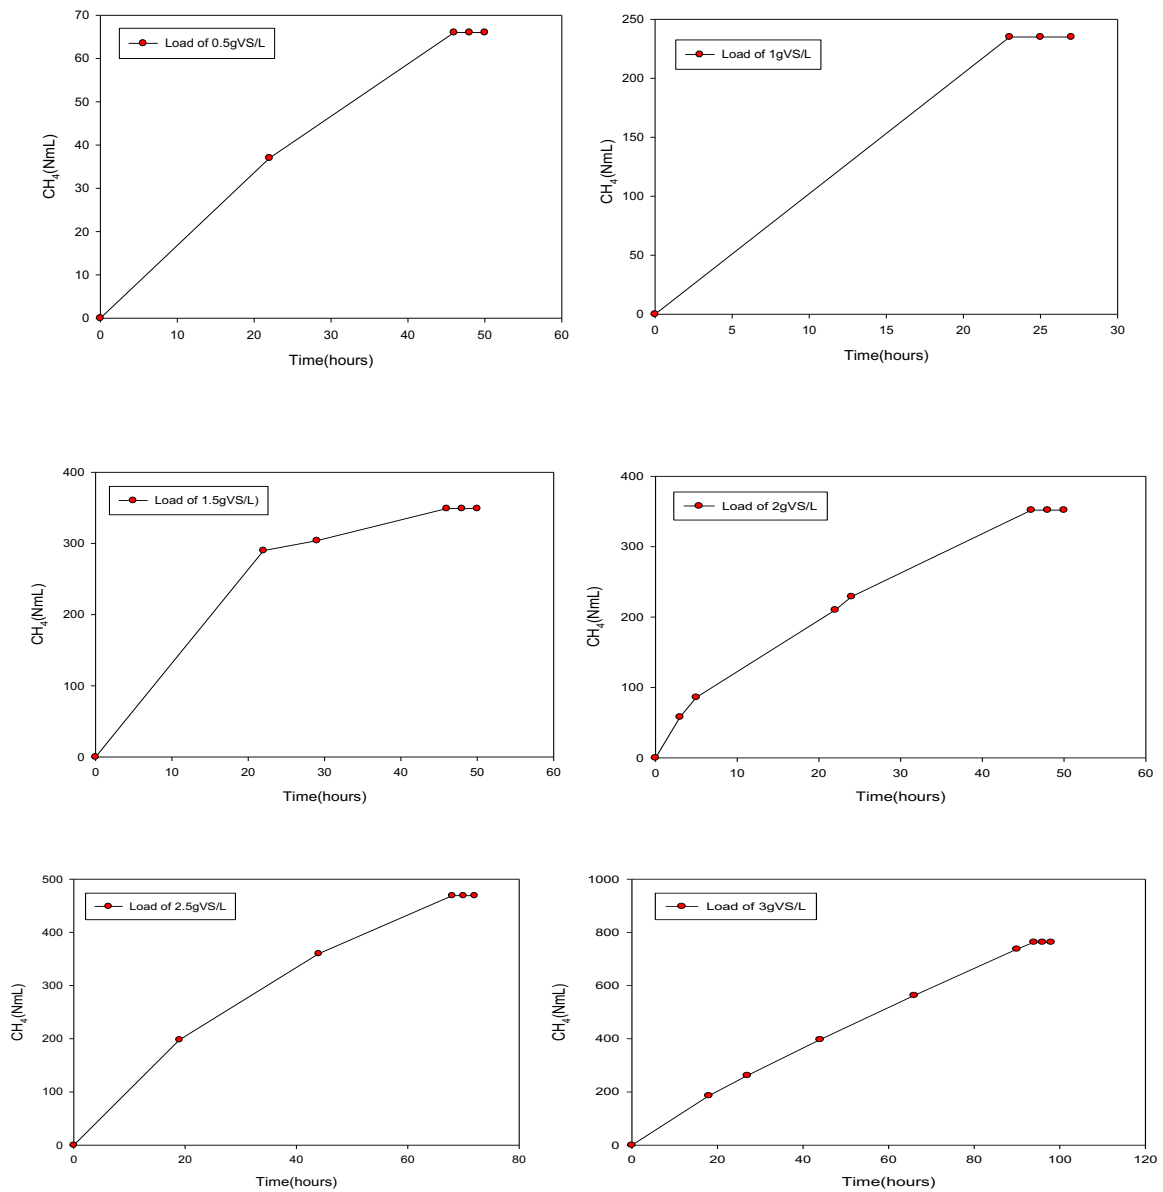 Load of 0.5gVS/L
CH4(NmL)
70
60
50
40
30
20
10
0
0 10 20 30 40 50 60
Time(hours)
Load of 1gVS/L
CH4(NmL)
250
200
150
100
50
0
0 5 10 15 20 25 30
Time(hours)
Load of 1.5gVS/L)
CH4(NmL)
400
300
200
100
0
0 10 20 30 40 50 60
Time(hours)
Load of 2gVS/L
CH4(NmL)
400
300
200
100
0
0 10 20 30 40 50 60
Time(hours)
Load of 2.5gVS/L
CH4(NmL)
500
400
300
200
100
0
0 20 40 60 80
Time(hours)
Load of 3gVS/L
CH4(NmL)
1000
800
600
400
200
0
0 20 40 60 80 100 120
Time(hours)